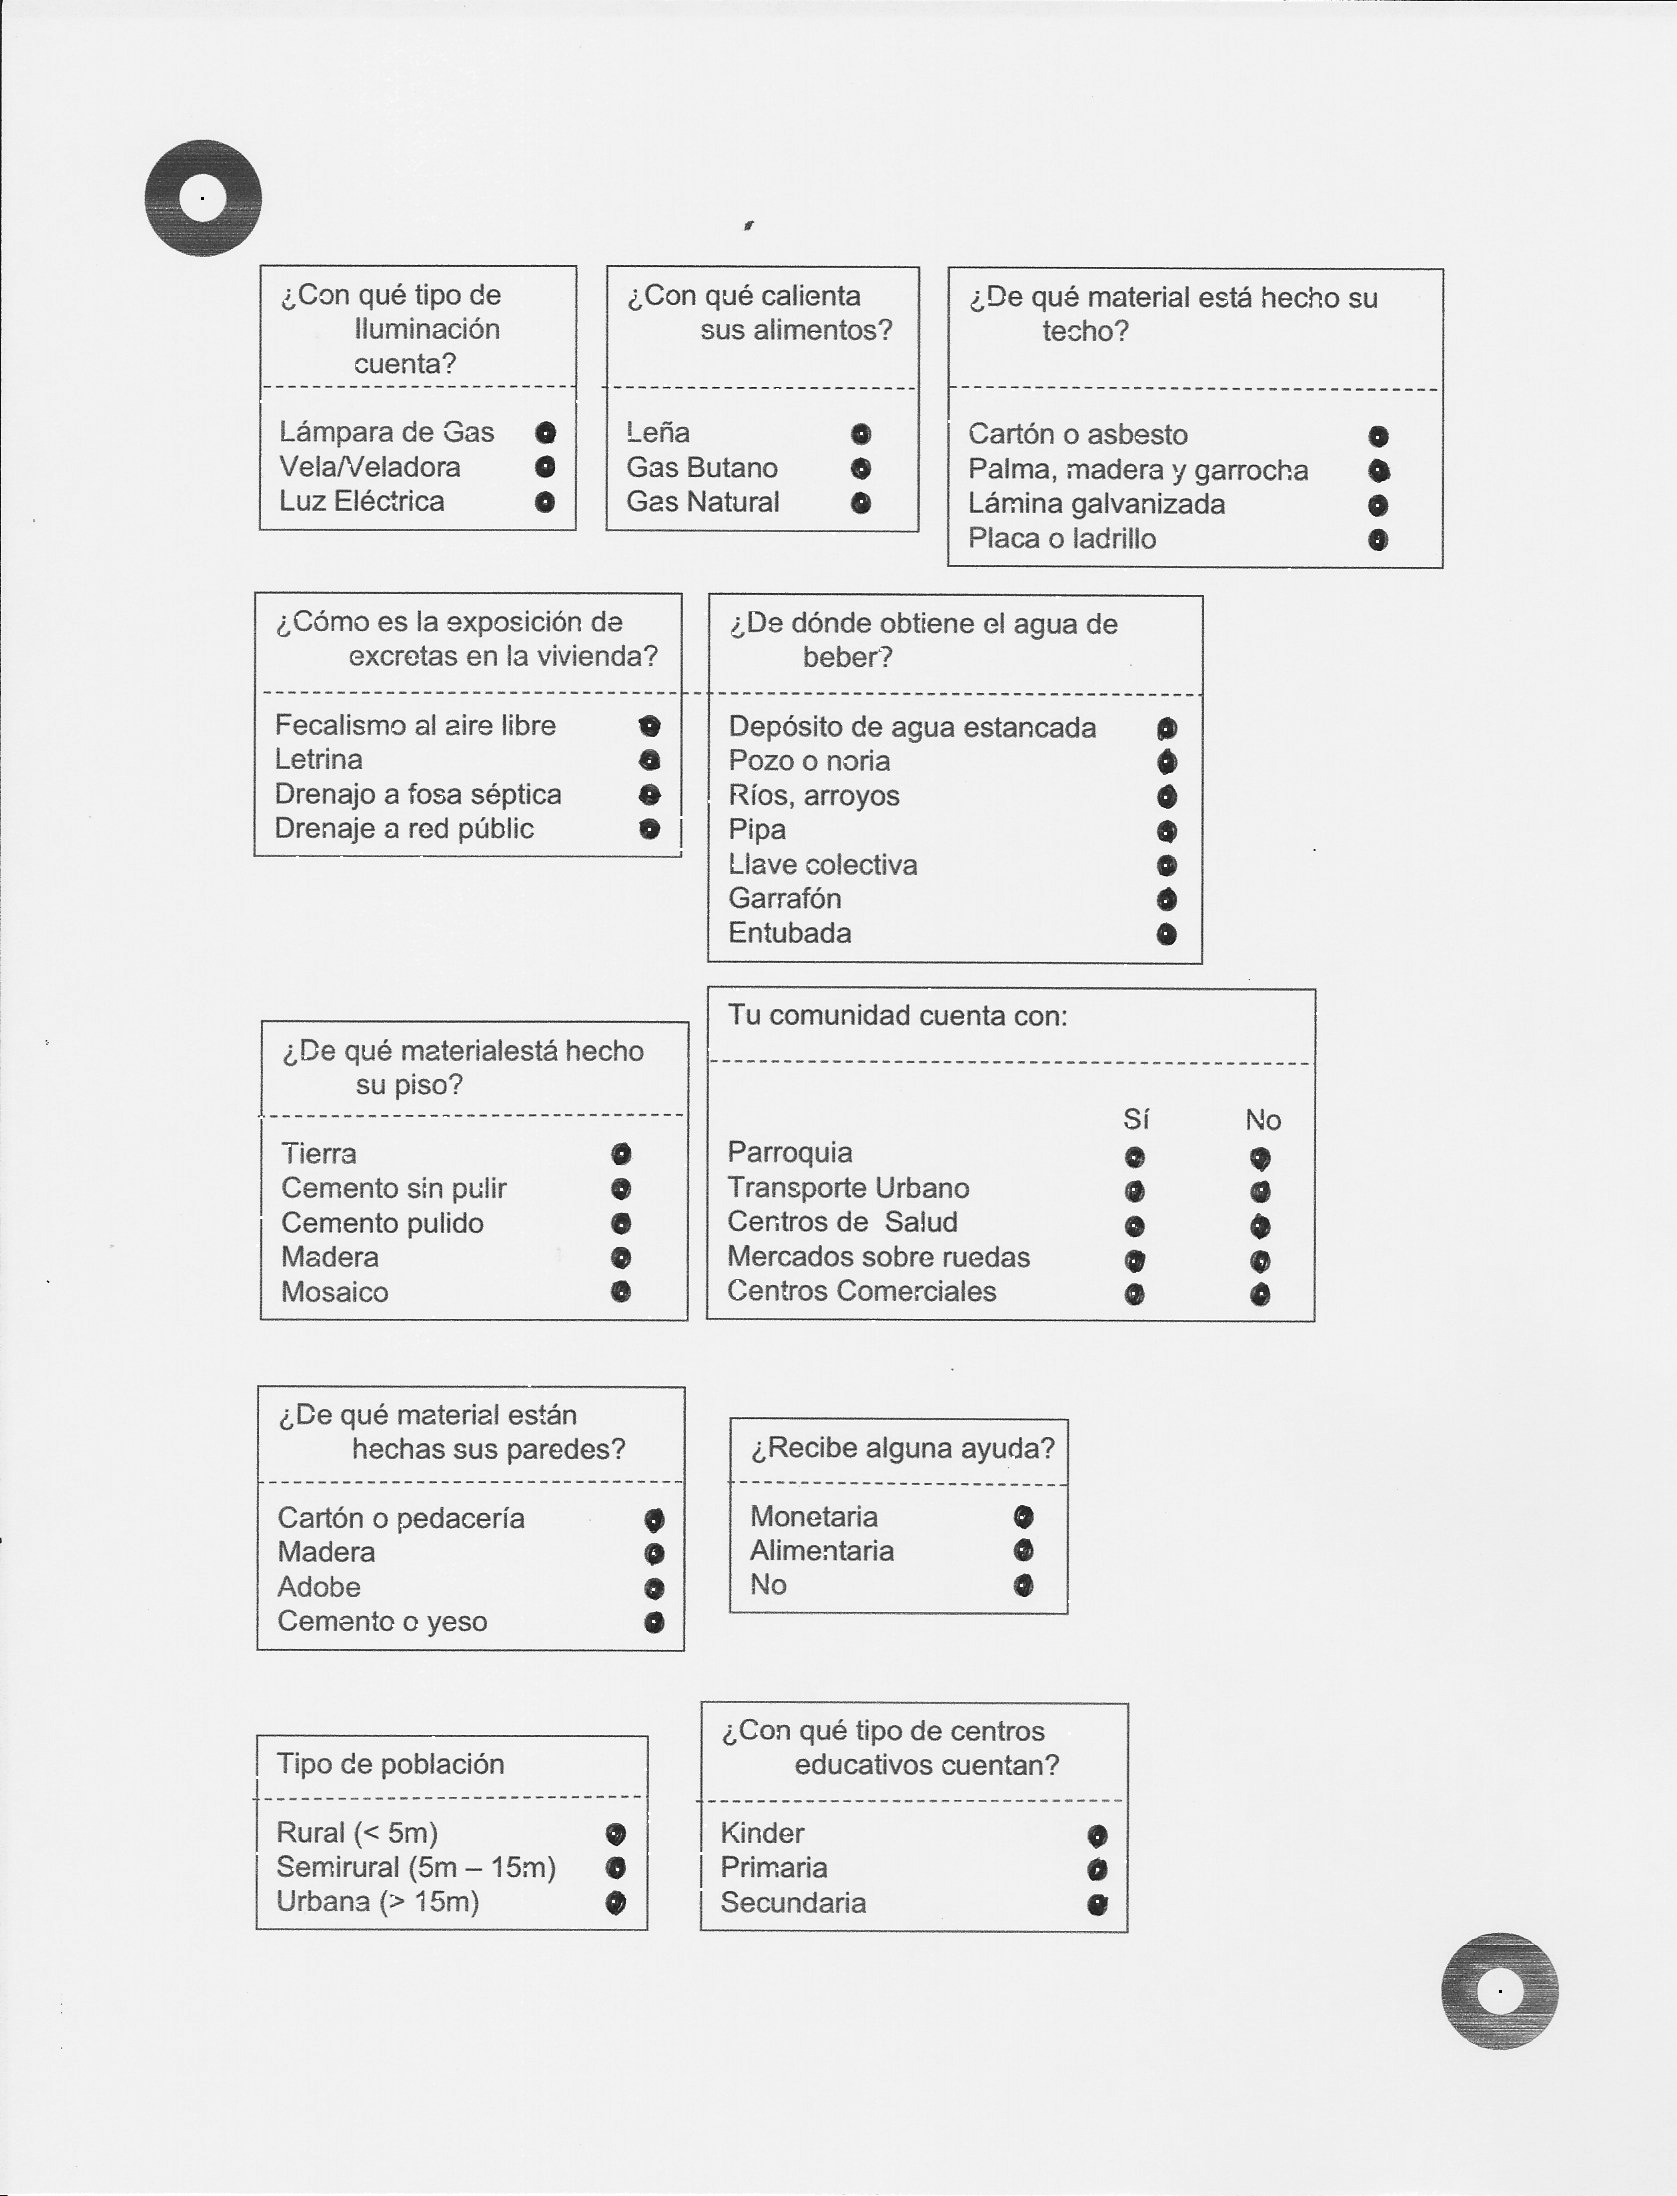 ¿Con qué tipo de
Iluminación
cuenta?
Lámpara de Gas
Vela/Veladora
Luz Eléctrica
¿Con qué calienta
sus alimentos?
Leña
Gas Butano
Gas Natural
¿De qué material está hecho su
techo?
Cartón o asbesto
Palma, madera y garrocha
Lámina galvanizada
Placa o ladrillo
¿Cómo es la exposición de
excretas en la vivienda?
Fecalismo al aire libre
Letrina
Drenajo a fosa séptica
Drenaje a red públic
¿De dónde obtiene el agua de
beber?
Depósito de agua estancada
Pozo o noria
Ríos, arroyos
Pipa
Llave colectiva
Garrafón
Entubada
¿De qué materialestá hecho
su piso?
Tierra
Cemento sin pulir
Cemento pulido
Madera
Mosaico
Tu comunidad cuenta con:
Sí No
Parroquia
Transporte Urbano
Centros de Salud
Mercados sobre ruedas
Centros Comerciales
¿De qué material están
hechas sus paredes?
Cartón o pedacería
Madera
Adobe
Cemento o yeso
¿Recibe alguna ayuda?
Monetaria
Alimentaria
No
Tipo de población
Rural (< 5m)
Semirural (5m – 15m)
Urbana (> 15m)
¿Con qué tipo de centros
educativos cuentan?
Kinder
Primaria
Secundaria